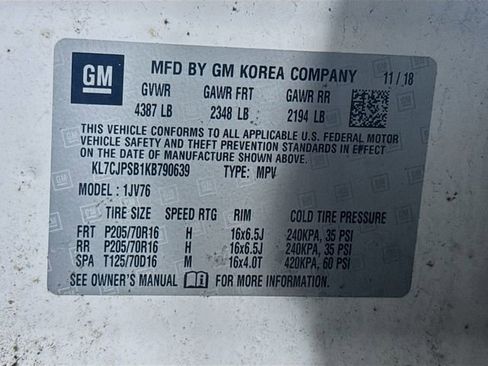 GM MFD BY GM KOREA COMPANY 11/18
GVWR GAWR FRT GAWR RR
4387 LB 2348 LB 2194 LB
THIS VEHICLE CONFORMS TO ALL APPLICABLE U.S. FEDERAL MOTOR
VEHICLE SAFETY AND THEFT PREVENTION STANDARDS IN EFFECT ON
THE DATE OF MANUFACTURE SHOWN ABOVE.
KL7CJPSB1KB790639 TYPE: MPV
MODEL: 1JV76
TIRE SIZE SPEED RTG RIM COLD TIRE PRESSURE
FRT P205/70R16 H 16x6.5J 240KPA, 35 PSI
RR P205/70R16 H 16x6.5J 240KPA, 35 PSI
SPA T125/70D16 M 16x4.0T 420KPA, 60 PSI
SEE OWNER'S MANUAL FOR MORE INFORMATION.